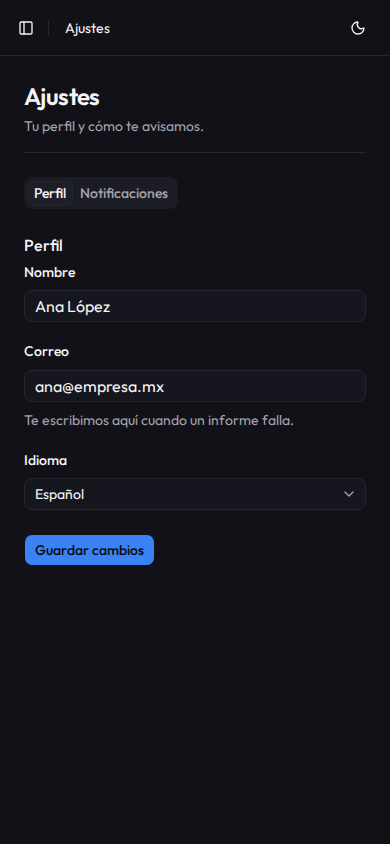 Ajustes
Ajustes
Tu perfil y cómo te avisamos.
Perfil
Notificaciones
Perfil
Nombre
Ana López
Correo
ana@empresa.mx
Te escribimos aquí cuando un informe falla.
Idioma
Español
Guardar cambios